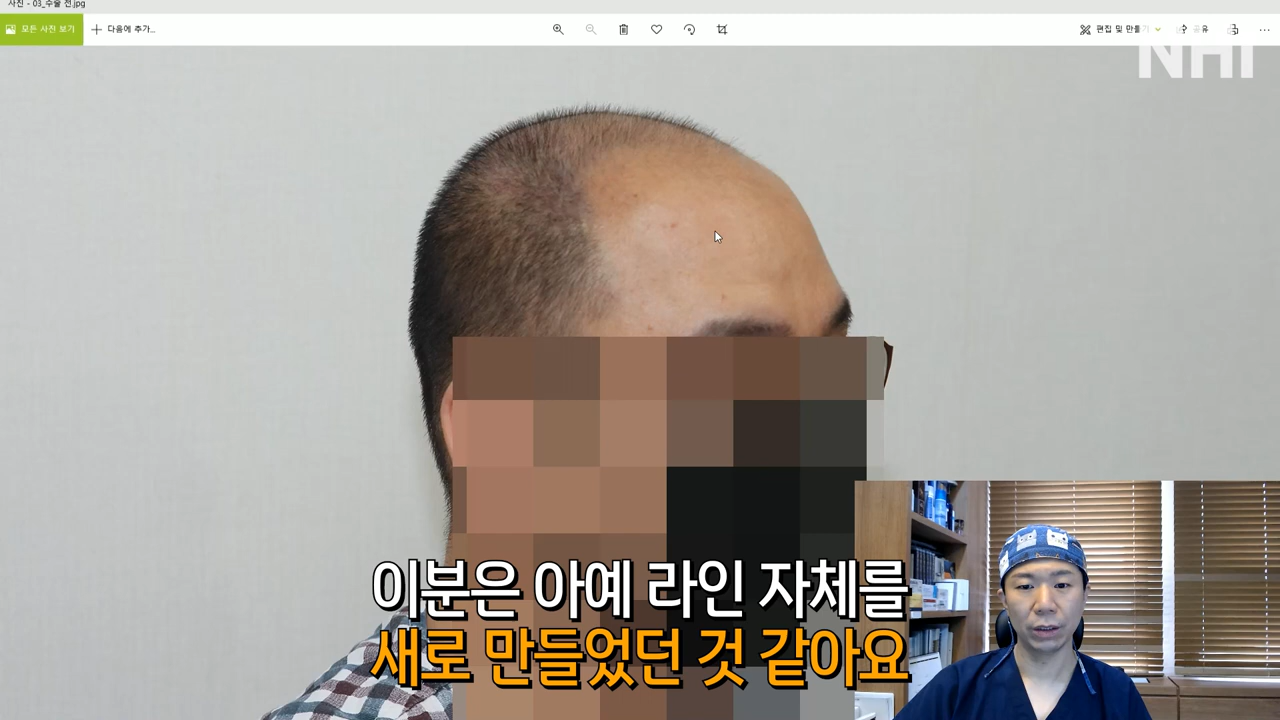 사진 - 03_수술 전.jpg
모든 사진 보기
다음에 추가...
편집 및 만들기
공유
NHI
이분은 아예 라인 자체를
새로 만들었던 것 같아요